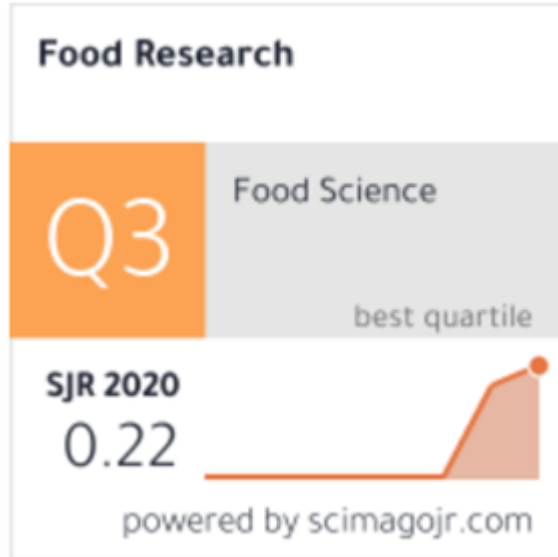 Food Research
Q3
Food Science
best quartile
SJR 2020
0.22
powered by scimagojr.com